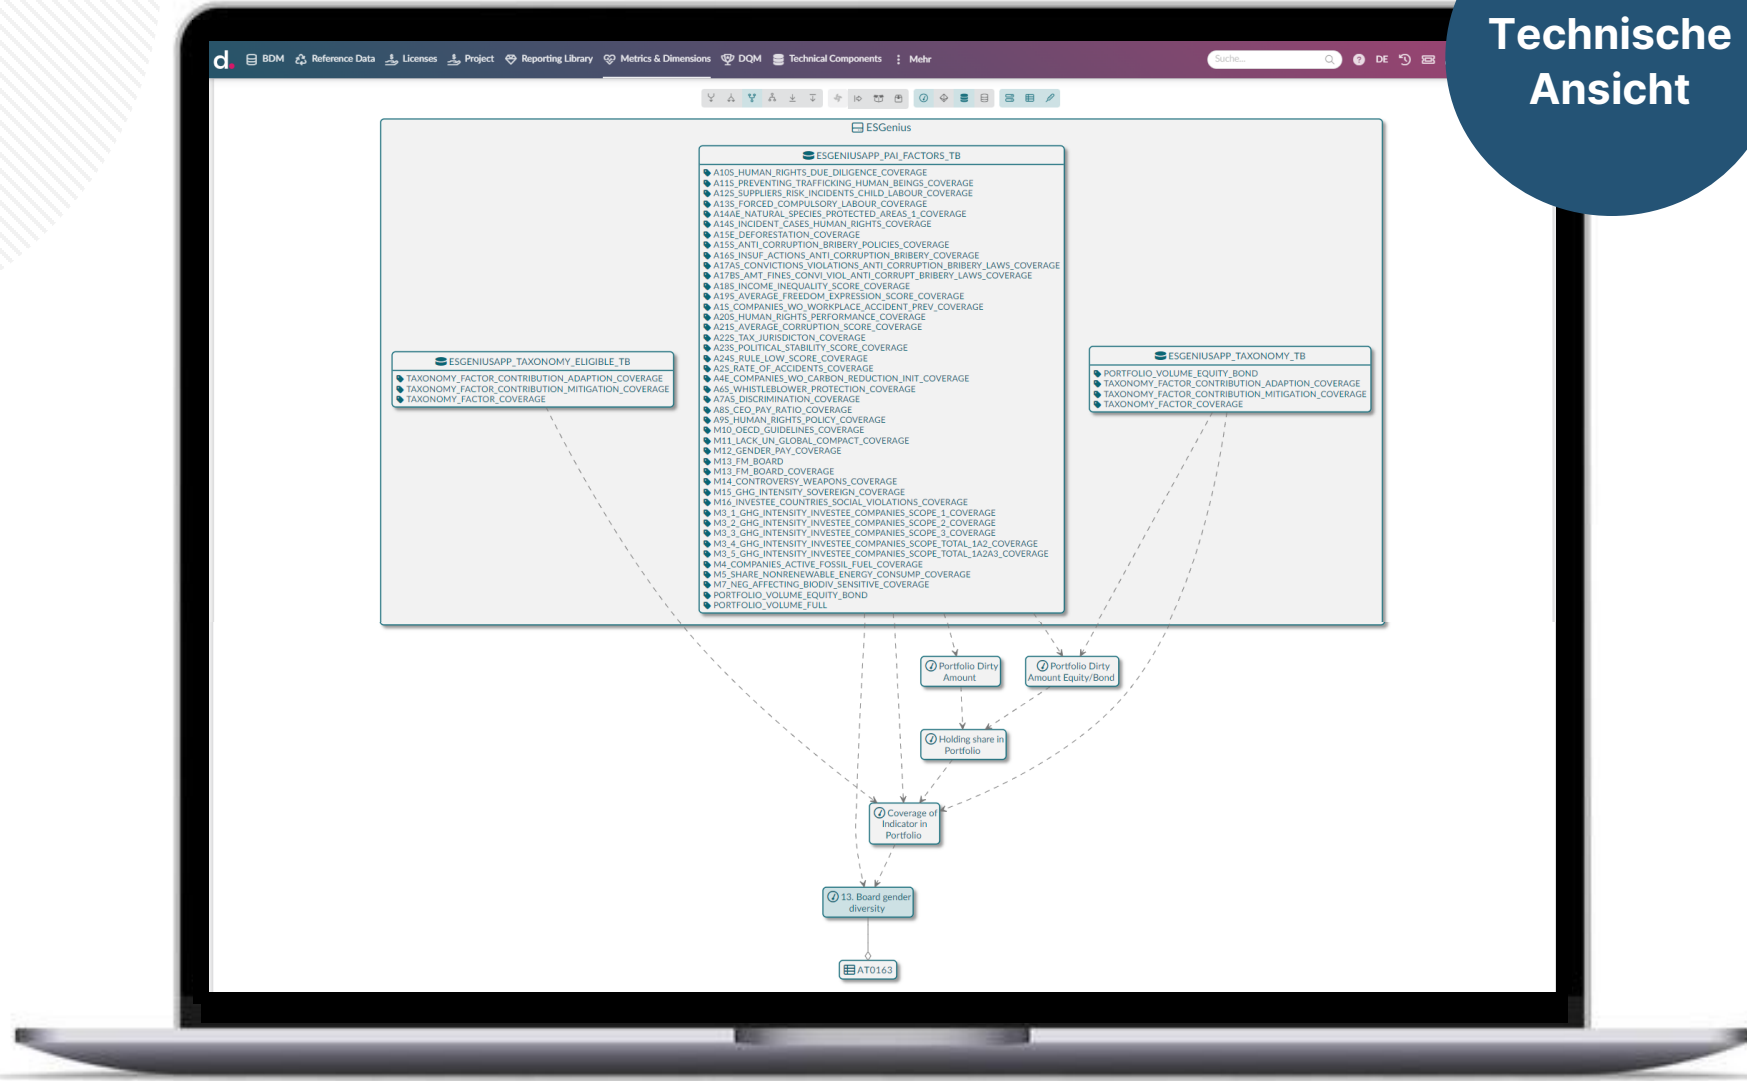 Technische
Ansicht
d.
BDM
Reference Data
Licenses
Project
Reporting Library
Metrics & Dimensions
DQM
Technical Components
Mehr
Suche...
DE
ESGenius
ESGENIUSAPP_PAI_FACTORS_TB
A10S_HUMAN_RIGHTS_DUE_DILIGENCE_COVERAGE
A11S_PREVENTING_TRAFFICKING_HUMAN_BEINGS_COVERAGE
A12S_SUPPLIERS_RISK_INCIDENTS_CHILD_LABOUR_COVERAGE
A13S_FORCED_COMPULSORY_LABOUR_COVERAGE
A14AE_NATURAL_SPECIES_PROTECTED_AREAS_1_COVERAGE
A14S_INCIDENT_CASES_HUMAN_RIGHTS_COVERAGE
A15E_DEFORESTATION_COVERAGE
A15S_ANTI_CORRUPTION_BRIBERY_POLICIES_COVERAGE
A16S_INSUF_ACTIONS_ANTI_CORRUPTION_BRIBERY_COVERAGE
A17AS_CONVICTIONS_VIOLATIONS_ANTI_CORRUPTION_BRIBERY_LAWS_COVERAGE
A17BS_AMT_FINES_CONVI_VIOL_ANTI_CORRUPT_BRIBERY_LAWS_COVERAGE
A18S_INCOME_INEQUALITY_SCORE_COVERAGE
A19S_AVERAGE_FREEDOM_EXPRESSION_SCORE_COVERAGE
A1S_COMPANIES_WO_WORKPLACE_ACCIDENT_PREV_COVERAGE
A20S_HUMAN_RIGHTS_PERFORMANCE_COVERAGE
A21S_AVERAGE_CORRUPTION_SCORE_COVERAGE
A22S_TAX_JURISDICTON_COVERAGE
A23S_POLITICAL_STABILITY_SCORE_COVERAGE
A24S_RULE_LOW_SCORE_COVERAGE
A2S_RATE_OF_ACCIDENTS_COVERAGE
A4E_COMPANIES_WO_CARBON_REDUCTION_INIT_COVERAGE
A6S_WHISTLEBLOWER_PROTECTION_COVERAGE
A7AS_DISCRIMINATION_COVERAGE
A8S_CEO_PAY_RATIO_COVERAGE
A9S_HUMAN_RIGHTS_POLICY_COVERAGE
M10_OECD_GUIDELINES_COVERAGE
M11_LACK_UN_GLOBAL_COMPACT_COVERAGE
M12_GENDER_PAY_COVERAGE
M13_FM_BOARD
M13_FM_BOARD_COVERAGE
M14_CONTROVERSY_WEAPONS_COVERAGE
M15_GHG_INTENSITY_SOVEREIGN_COVERAGE
M16_INVESTEE_COUNTRIES_SOCIAL_VIOLATIONS_COVERAGE
M3_1_GHG_INTENSITY_INVESTEE_COMPANIES_SCOPE_1_COVERAGE
M3_2_GHG_INTENSITY_INVESTEE_COMPANIES_SCOPE_2_COVERAGE
M3_3_GHG_INTENSITY_INVESTEE_COMPANIES_SCOPE_3_COVERAGE
M3_4_GHG_INTENSITY_INVESTEE_COMPANIES_SCOPE_TOTAL_1A2_COVERAGE
M3_5_GHG_INTENSITY_INVESTEE_COMPANIES_SCOPE_TOTAL_1A2A3_COVERAGE
M4_COMPANIES_ACTIVE_FOSSIL_FUEL_COVERAGE
M5_SHARE_NONRENEWABLE_ENERGY_CONSUMP_COVERAGE
M7_NEG_AFFECTING_BIODIV_SENSITIVE_COVERAGE
PORTFOLIO_VOLUME_EQUITY_BOND
PORTFOLIO_VOLUME_FULL
ESGENIUSAPP_TAXONOMY_ELIGIBLE_TB
TAXONOMY_FACTOR_CONTRIBUTION_ADAPTION_COVERAGE
TAXONOMY_FACTOR_CONTRIBUTION_MITIGATION_COVERAGE
TAXONOMY_FACTOR_COVERAGE
ESGENIUSAPP_TAXONOMY_TB
PORTFOLIO_VOLUME_EQUITY_BOND
TAXONOMY_FACTOR_CONTRIBUTION_ADAPTION_COVERAGE
TAXONOMY_FACTOR_CONTRIBUTION_MITIGATION_COVERAGE
TAXONOMY_FACTOR_COVERAGE
Portfolio Dirty
Amount
Portfolio Dirty
Amount Equity/Bond
Holding share in
Portfolio
Coverage of
Indicator in
Portfolio
13. Board gender
diversity
AT0163